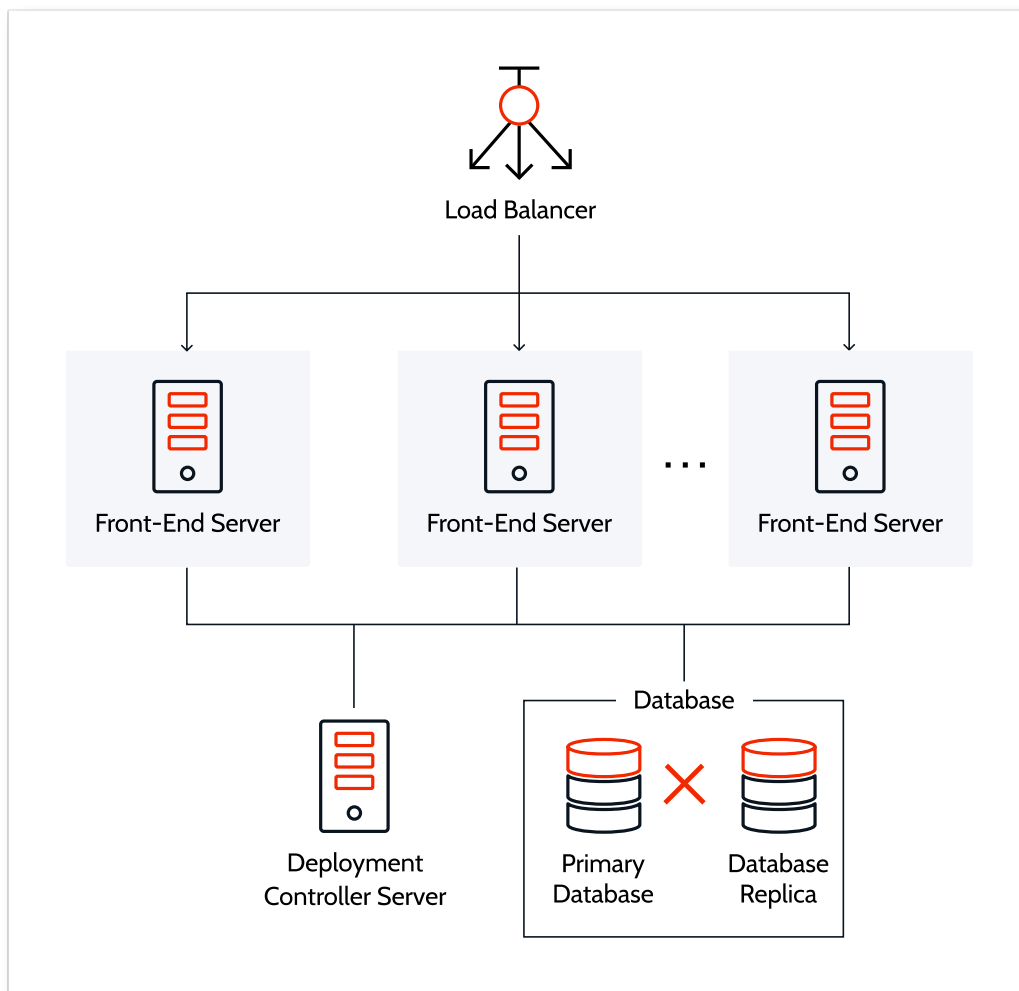 Load Balancer
Front-End Server
Front-End Server
...
Front-End Server
Database
Deployment
Controller Server
Primary
Database
Database
Replica